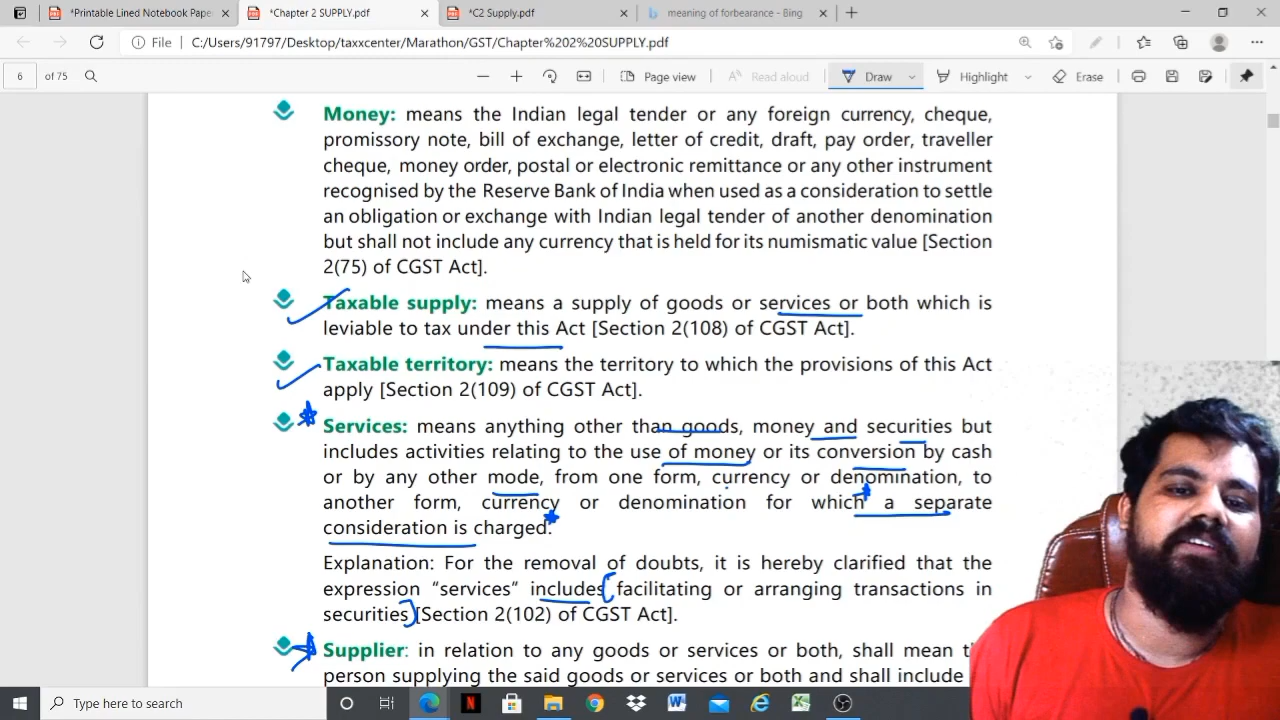 *Printable Lined Notebook Pape
*Chapter 2 SUPPLY.pdf
*C2 Supply.pdf
meaning of forbearance - Bing
File
C:/Users/91797/Desktop/taxxcenter/Marathon/GST/Chapter%202%20SUPPLY.pdf
6 of 75
Page view
Read aloud
Draw
Highlight
Erase
Money: means the Indian legal tender or any foreign currency, cheque,
promissory note, bill of exchange, letter of credit, draft, pay order, traveller
cheque, money order, postal or electronic remittance or any other instrument
recognised by the Reserve Bank of India when used as a consideration to settle
an obligation or exchange with Indian legal tender of another denomination
but shall not include any currency that is held for its numismatic value [Section
2(75) of CGST Act].
Taxable supply: means a supply of goods or services or both which is
leviable to tax under this Act [Section 2(108) of CGST Act].
Taxable territory: means the territory to which the provisions of this Act
apply [Section 2(109) of CGST Act].
Services: means anything other than goods, money and securities but
includes activities relating to the use of money or its conversion by cash
or by any other mode, from one form, currency or denomination, to
another form, currency or denomination for which a separate
consideration is charged.
Explanation: For the removal of doubts, it is hereby clarified that the
expression “services” includes facilitating or arranging transactions in
securities [Section 2(102) of CGST Act].
Supplier: in relation to any goods or services or both, shall mean
person supplying the said goods or services or both and shall include
Type here to search